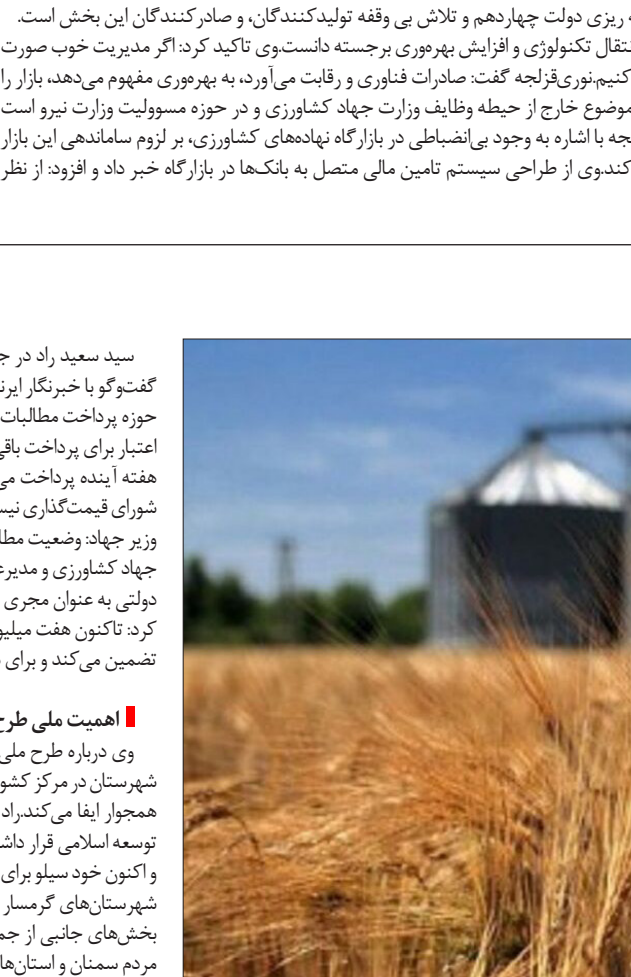 ریزی دولت چهاردهم و تلاش بی وقفه تولیدکنندگان، و صادرکنندگان این بخش است.
نتقال تکنولوژی و افزایش بهره‌وری برجسته دانست.وی تاکید کرد: اگر مدیریت خوب صورت
کنیم.نوری‌قزلجه گفت: صادرات فناوری و رقابت می‌آورد، به بهره‌وری مفهوم می‌دهد، بازار را
موضوع خارج از حیطه وظایف وزارت جهاد کشاورزی و در حوزه مسوولیت وزارت نیرو است
جه با اشاره به وجود بی‌انضباطی در بازارگاه نهاده‌های کشاورزی، بر لزوم ساماندهی این بازار
کند.وی از طراحی سیستم تامین مالی متصل به بانک‌ها در بازارگاه خبر داد و افزود: از نظر
سید سعید راد در ج
گفت‌وگو با خبرنگار ایرن
حوزه پرداخت مطالبات
اعتبار برای پرداخت باقی
هفته آینده پرداخت می
شورای قیمت‌گذاری نیس
وزیر جهاد: وضعیت مطا
جهاد کشاورزی و مدیرع
دولتی به عنوان مجری
کرد: تاکنون هفت میلیو
تضمین می‌کند و برای
اهمیت ملی طرح
وی درباره طرح ملی
شهرستان در مرکز کشو
همجوار ایفا می‌کند.راد
توسعه اسلامی قرار داش
و اکنون خود سیلو برای
شهرستان‌های گرمسار
بخش‌های جانبی از جم
مردم سمنان و استان‌ها